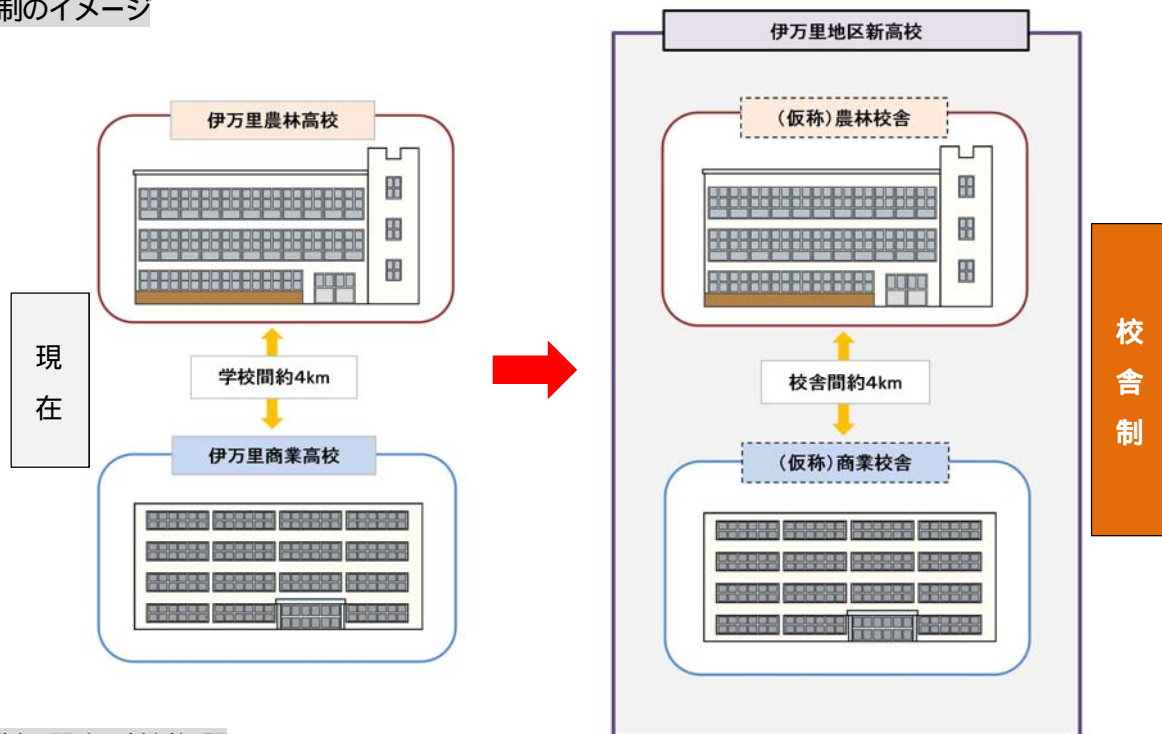 制のイメージ
伊万里地区新高校
伊万里農林高校
(仮称)農林校舎
現在
学校間約4km
校舎間約4km
校舎制
伊万里商業高校
(仮称)商業校舎